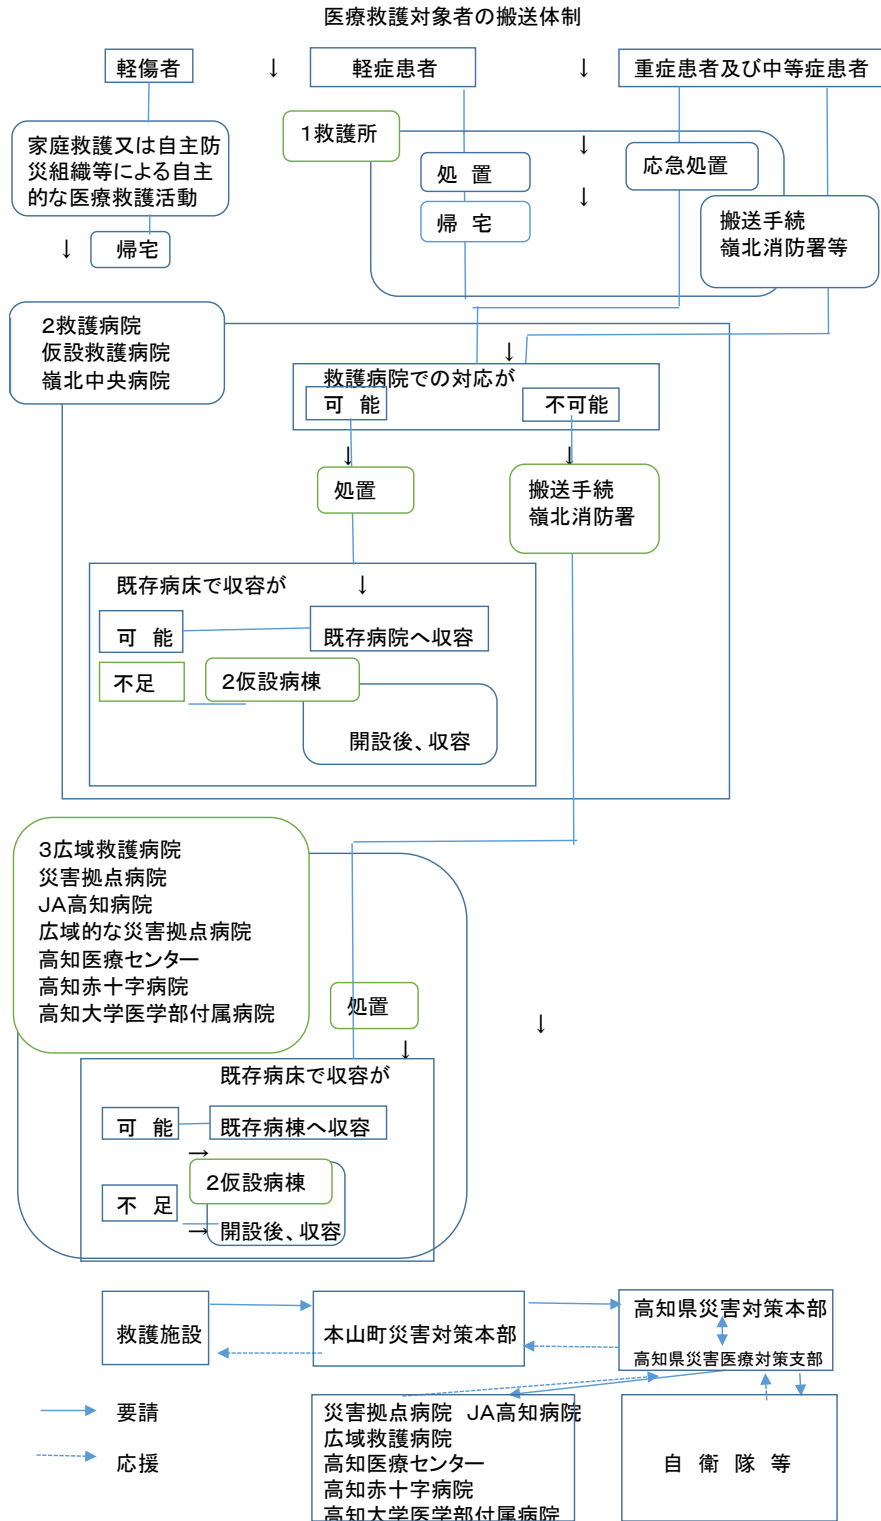 医療救護対象者の搬送体制
軽傷者
↓
軽症患者
↓
重症患者及び中等症患者
家庭救護又は自主防
災組織等による自主
的な医療救護活動
↓
帰宅
1救護所
処 置
帰 宅
↓
↓
応急処置
搬送手続
嶺北消防署等
2救護病院
仮設救護病院
嶺北中央病院
↓
救護病院での対応が
可 能
不可能
↓
↓
処置
搬送手続
嶺北消防署
既存病床で収容が
↓
可 能
既存病院へ収容
不足
2仮設病棟
開設後、収容
3広域救護病院
災害拠点病院
JA高知病院
広域的な災害拠点病院
高知医療センター
高知赤十字病院
高知大学医学部付属病院
処置
↓
↓
既存病床で収容が
可 能
既存病棟へ収容
→
2仮設病棟
不 足
→
開設後、収容
救護施設
本山町災害対策本部
高知県災害対策本部
高知県災害医療対策支部
要請
応援
災害拠点病院 JA高知病院
広域救護病院
高知医療センター
高知赤十字病院
高知大学医学部付属病院
自 衛 隊 等